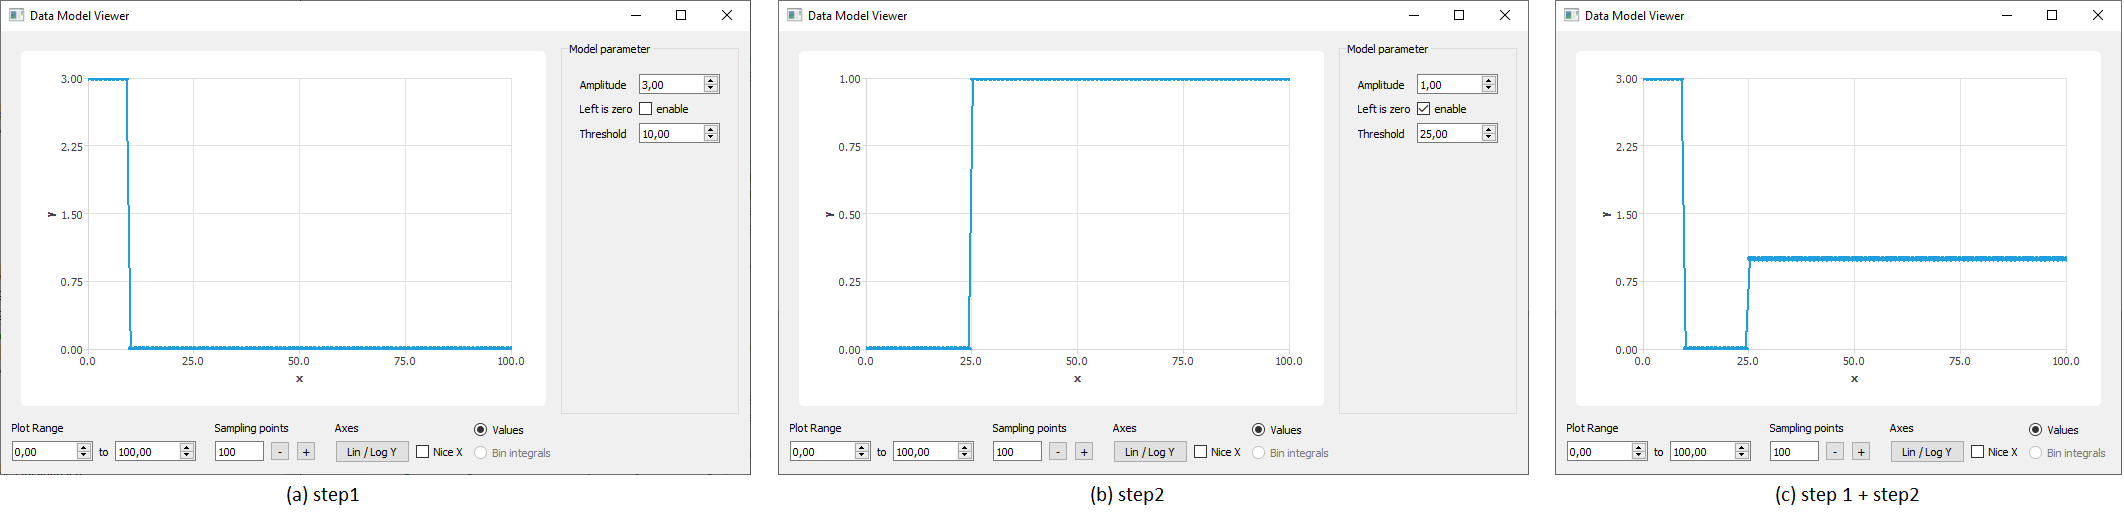 Data Model Viewer
3.00
2.25
1.50
0.75
0.00
y
0.0 25.0 50.0 75.0 100.0
x
Model parameter
Amplitude 3,00
Left is zero enable
Threshold 10,00
Plot Range Sampling points Axes Values
0,00 to 100,00 100 - + Lin / Log Y Nice X Bin integrals
(a) step1
Data Model Viewer
1.00
0.75
0.50
0.25
0.00
y
0.0 25.0 50.0 75.0 100.0
x
Model parameter
Amplitude 1,00
Left is zero enable
Threshold 25,00
Plot Range Sampling points Axes Values
0,00 to 100,00 100 - + Lin / Log Y Nice X Bin integrals
(b) step2
Data Model Viewer
3.00
2.25
1.50
0.75
0.00
y
0.0 25.0 50.0 75.0 100.0
x
Plot Range Sampling points Axes Values
0,00 to 100,00 100 - + Lin / Log Y Nice X Bin integrals
(c) step 1 + step2